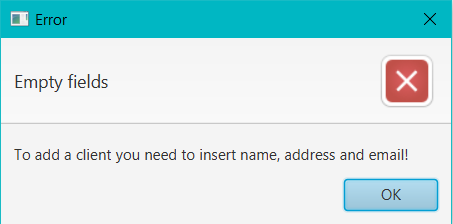 Error
Empty fields
To add a client you need to insert name, address and email!
OK